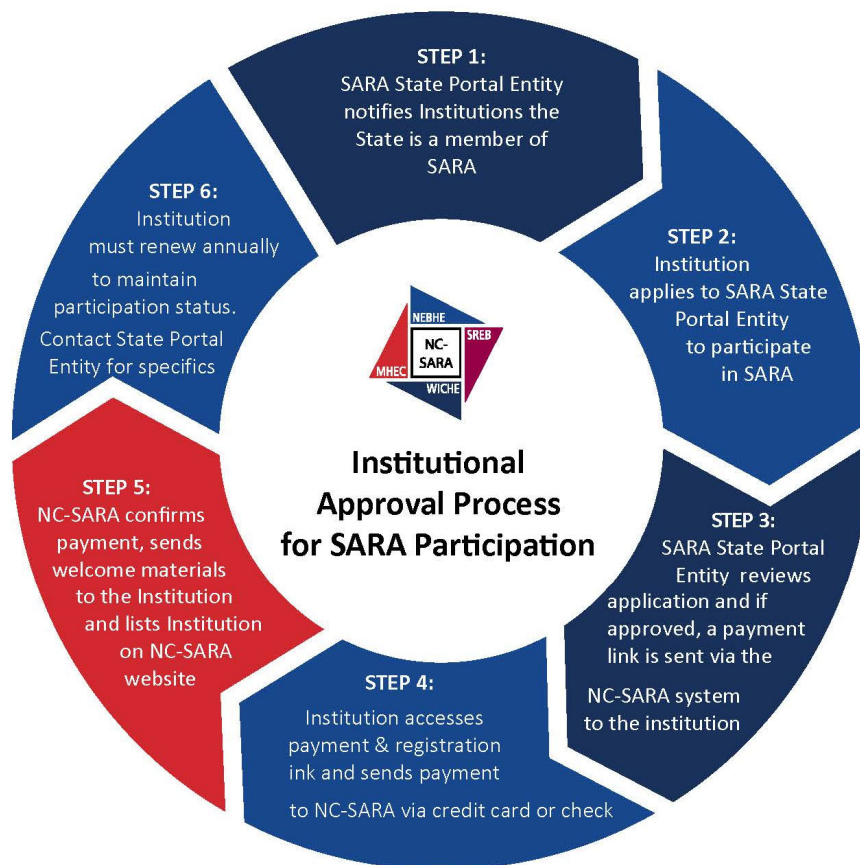 STEP 1:
SARA State Portal Entity
notifies Institutions the
State is a member of
SARA
STEP 2:
Institution
applies to SARA State
Portal Entity
to participate
in SARA
STEP 3:
SARA State Portal
Entity reviews
application and if
approved, a payment
link is sent via the
NC-SARA system
to the institution
STEP 4:
Institution accesses
payment & registration
ink and sends payment
to NC-SARA via credit card or check
STEP 5:
NC-SARA confirms
payment, sends
welcome materials
to the Institution
and lists Institution
on NC-SARA
website
STEP 6:
Institution
must renew annually
to maintain
participation status.
Contact State Portal
Entity for specifics
NEBHE
SREB
NC-
SARA
MHEC
WICHE
Institutional
Approval Process
for SARA Participation